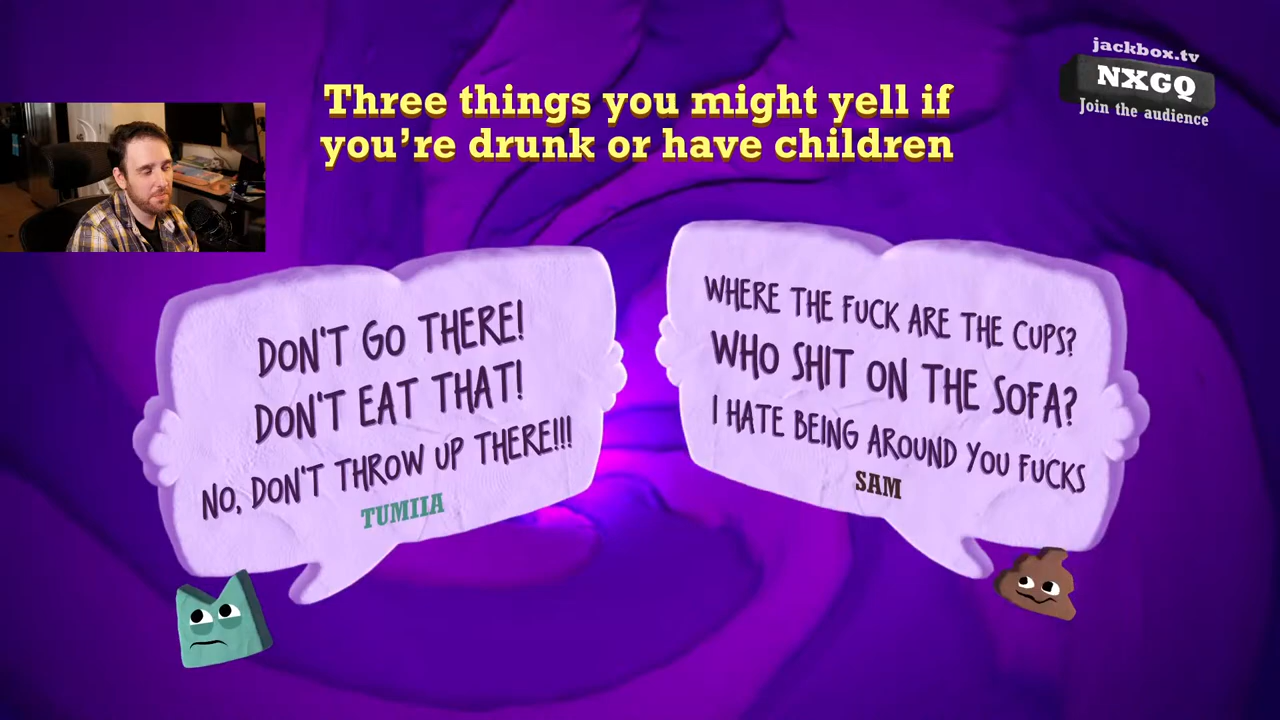 jackbox.tv
NXGQ
Join the audience
Three things you might yell if
you're drunk or have children
DON'T GO THERE!
DON'T EAT THAT!
NO, DON'T THROW UP THERE!!!
TUMIIA
WHERE THE FUCK ARE THE CUPS?
WHO SHIT ON THE SOFA?
I HATE BEING AROUND YOU FUCKS
SAM